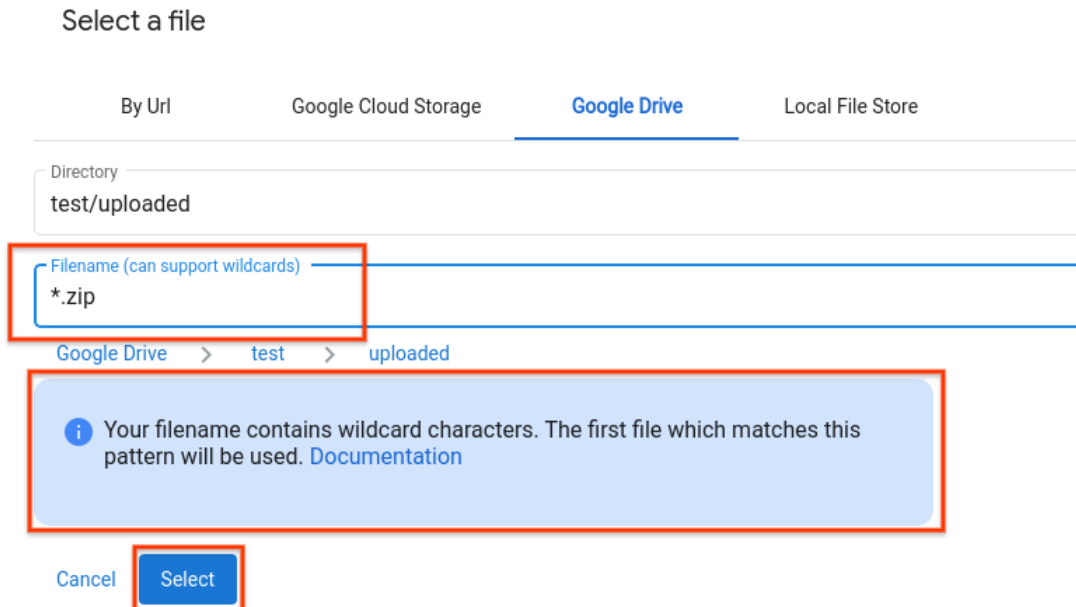 Select a file
By Url Google Cloud Storage Google Drive Local File Store
Directory
test/uploaded
Filename (can support wildcards)
*.zip
Google Drive > test > uploaded
Your filename contains wildcard characters. The first file which matches this
pattern will be used. Documentation
Cancel Select